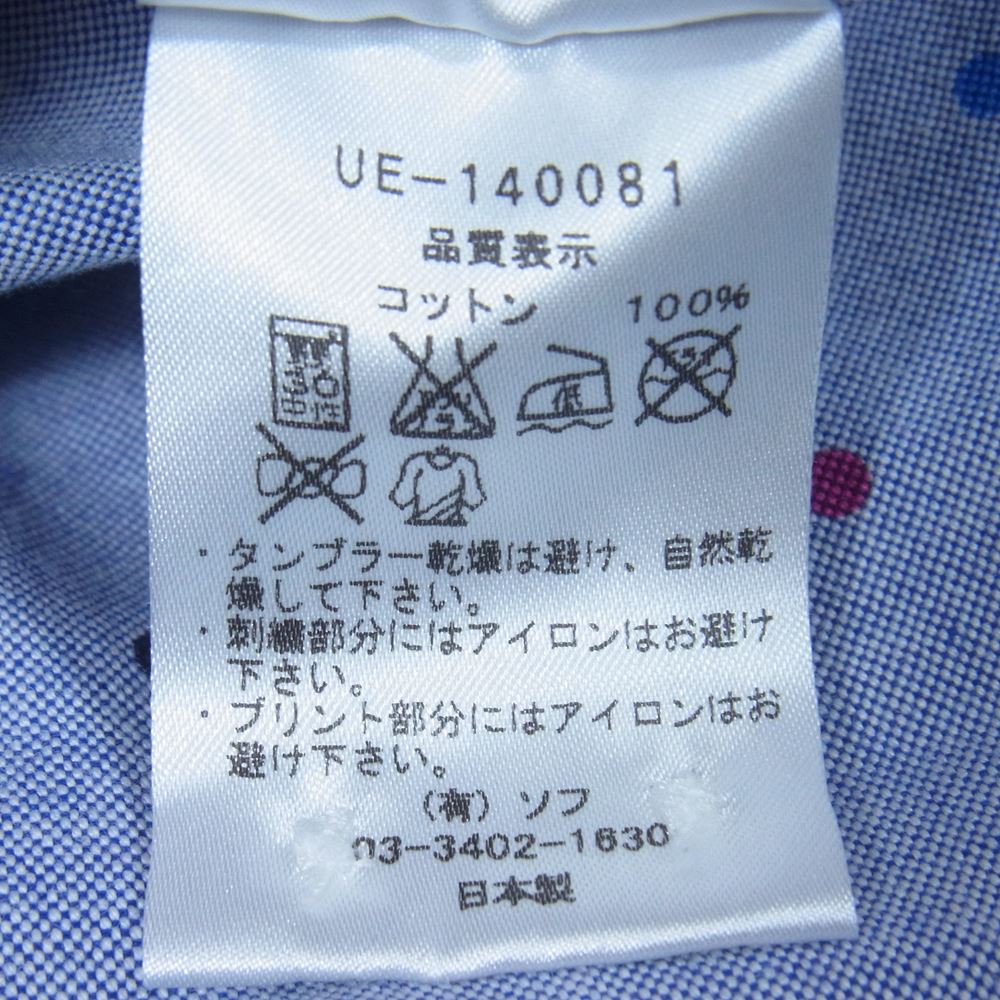 UE-140081
品質表示
コットン 100%
低
・タンブラー乾燥は避け、自然乾
燥して下さい。
・刺繍部分にはアイロンはお避け
下さい。
・プリント部分にはアイロンはお
避け下さい。
(有)ソフ
03-3402-1630
日本製